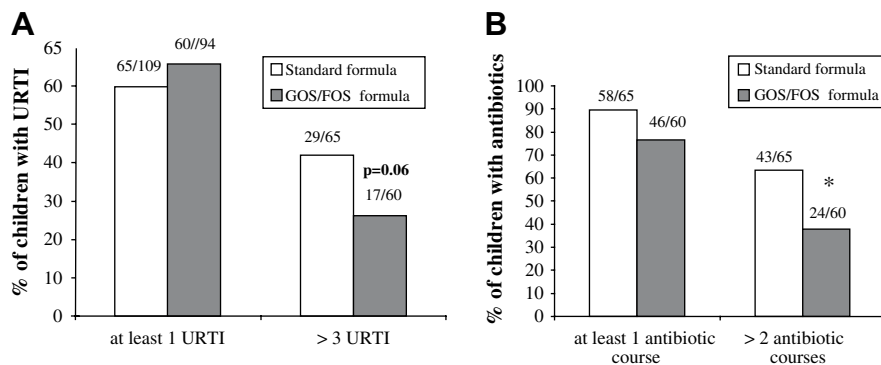 A
% of children with URTI
65
60
50
40
30
20
10
0
65/109
60//94
29/65
p=0.06
17/60
Standard formula
GOS/FOS formula
at least 1 URTI
> 3 URTI
B
% of children with antibiotics
100
90
80
70
60
50
40
30
20
10
0
58/65
46/60
43/65
*
24/60
Standard formula
GOS/FOS formula
at least 1 antibiotic
course
> 2 antibiotic
courses